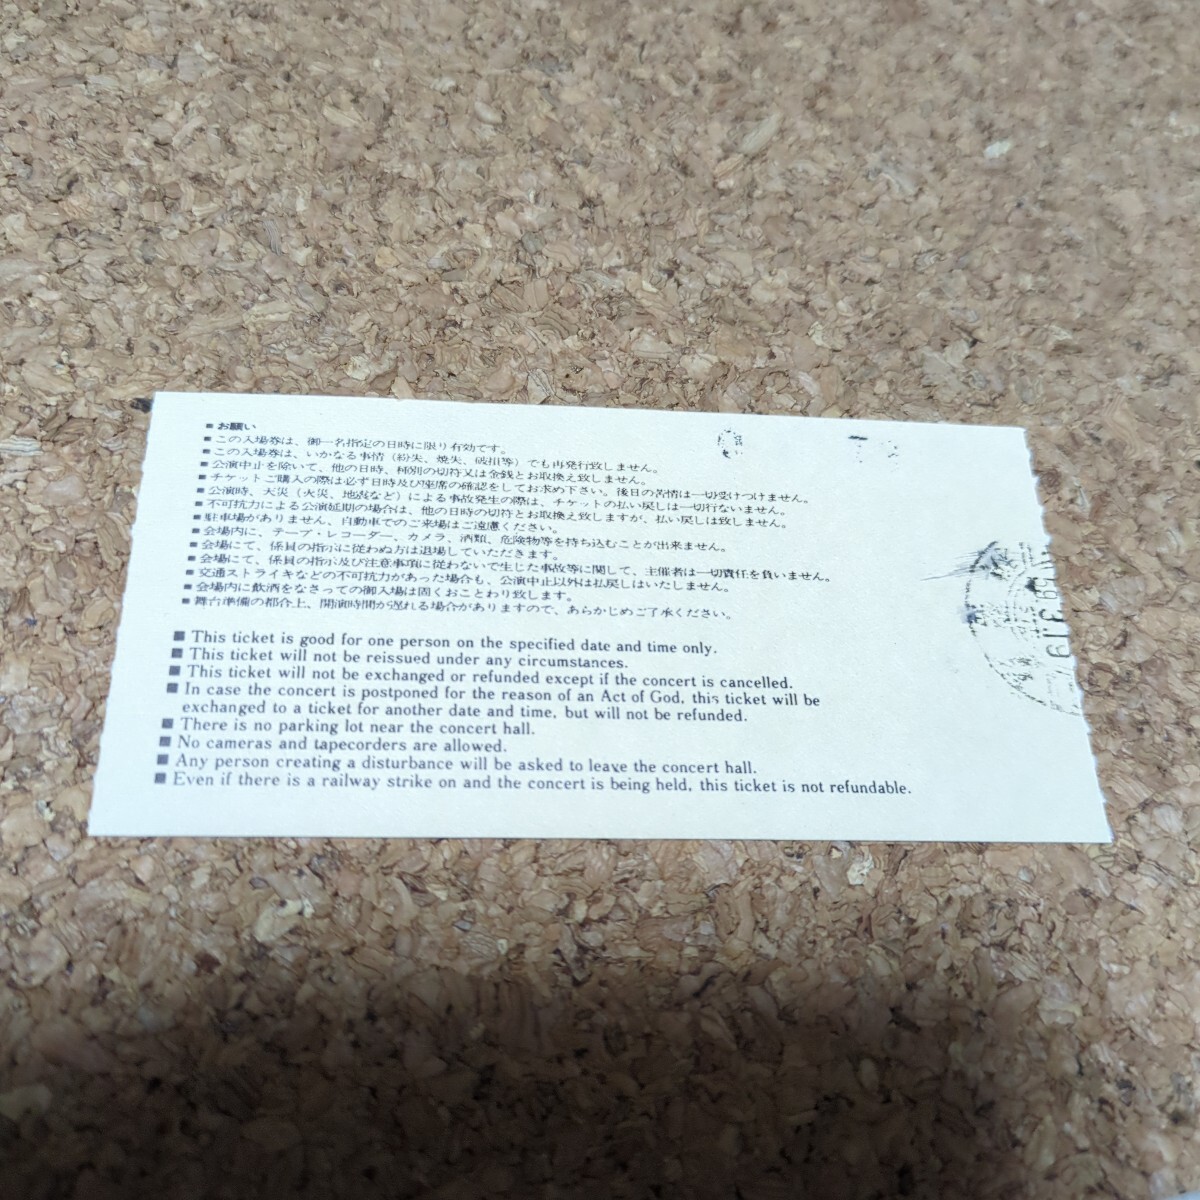 ■お願い
■この入場券は、御一名指定の日時に限り有効です。
■この入場券は、いかなる事情（紛失、焼失、破損等）でも再発行致しません。
■公演中止を除いて、他の日時、種別の切符又は金銭とお取換え致しません。
■チケットご購入の際は必ず日時及び座席の確認をしてお求め下さい。後日の苦情は一切受けつけません。
■公演時、天災（火災、地震など）による事故発生の際は、チケットの払い戻しは一切行ないません。
■不可抗力による公演延期の場合は、他の日時の切符とお取換え致しますが、払い戻しは致しません。
■駐車場がありません、自動車でのご来場はご遠慮ください。
■会場内に、テープ・レコーダー、カメラ、酒類、危険物等を持ち込むことが出来ません。
■会場にて、係員の指示に従わぬ方は退場していただきます。
■会場にて、係員の指示及び注意事項に従わないで生じた事故等に関して、主催者は一切責任を負いません。
■交通ストライキなどの不可抗力があった場合も、公演中止以外は払戻しはいたしません。
■会場内に飲酒をなさっての御入場は固くおことわり致します。
■舞台準備の都合上、開演時間が遅れる場合がありますので、あらかじめご了承ください。
■ This ticket is good for one person on the specified date and time only.
■ This ticket will not be reissued under any circumstances.
■ This ticket will not be exchanged or refunded except if the concert is cancelled.
■ In case the concert is postponed for the reason of an Act of God, this ticket will be
exchanged to a ticket for another date and time, but will not be refunded.
■ There is no parking lot near the concert hall.
■ No cameras and tapecorders are allowed.
■ Any person creating a disturbance will be asked to leave the concert hall.
■ Even if there is a railway strike on and the concert is being held, this ticket is not refundable.